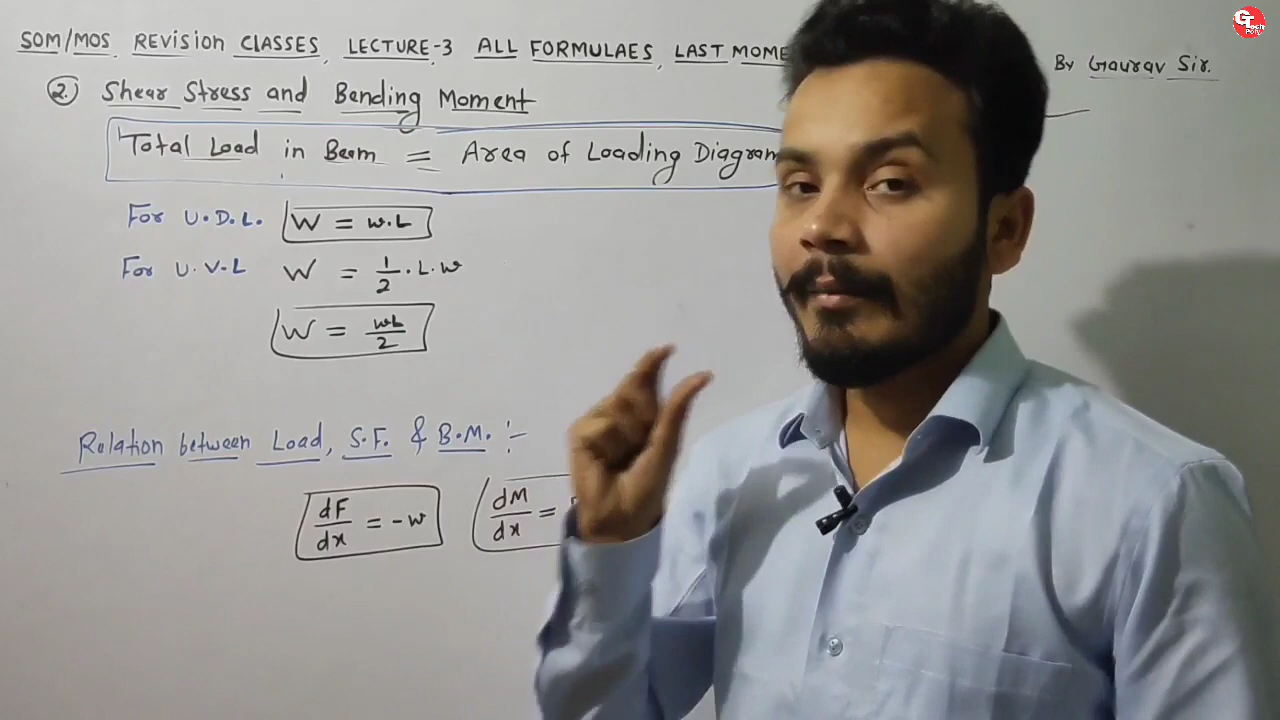 SOM/MOS REVISION CLASSES, LECTURE-3 ALL FORMULAES, LAST MOME
By Gaurav Sir.
2. Shear Stress and Bending Moment
Total Load in Beam = Area of Loading Diagram
For U.D.L. W = w.L
For U.V.L W = 1/2 . L. w
W = wL/2
Relation between Load, S.F. & B.M. :-
dF/dx = -w dM/dx =
GTech Poly